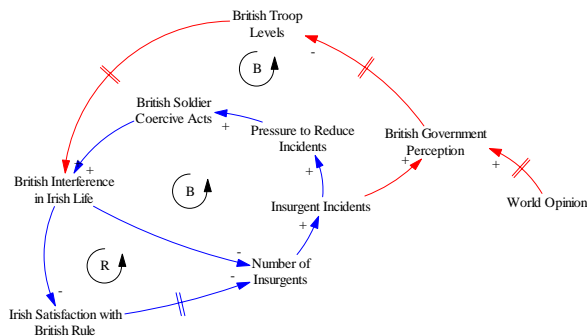 British Troop
Levels
-
B
British Soldier
Coercive Acts
+
Pressure to Reduce
Incidents
British Government
Perception
+
+
British Interference
in Irish Life
+
B
+
Insurgent Incidents
World Opinion
+
R
-
-
-
Number of
Insurgents
Irish Satisfaction with
British Rule